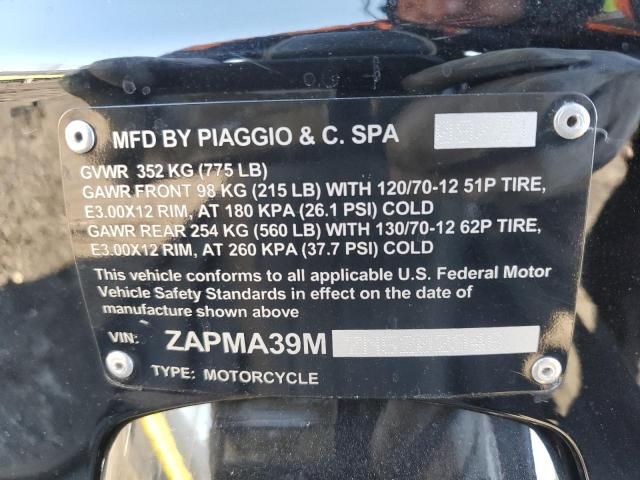 MFD BY PIAGGIO & C. SPA
GVWR 352 KG (775 LB)
GAWR FRONT 98 KG (215 LB) WITH 120/70-12 51P TIRE,
E3.00X12 RIM, AT 180 KPA (26.1 PSI) COLD
GAWR REAR 254 KG (560 LB) WITH 130/70-12 62P TIRE,
E3.00X12 RIM, AT 260 KPA (37.7 PSI) COLD
This vehicle conforms to all applicable U.S. Federal Motor
Vehicle Safety Standards in effect on the date of
manufacture shown above
VIN: ZAPMA39M
TYPE: MOTORCYCLE